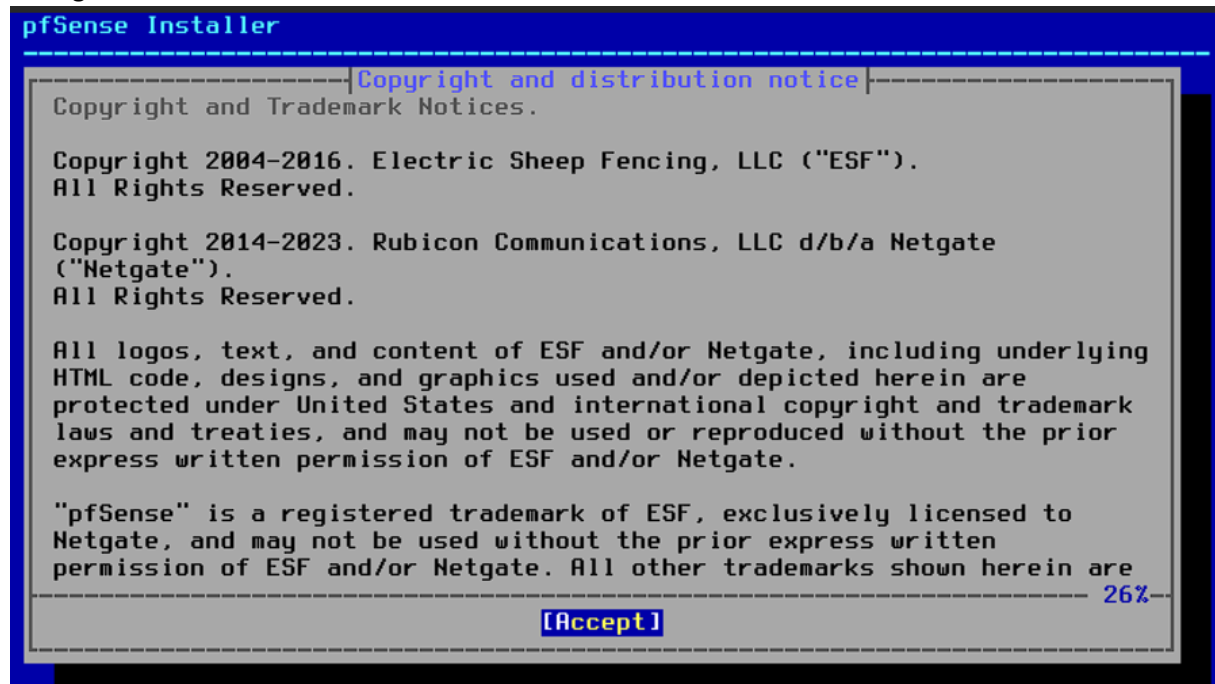 pfSense Installer
Copyright and distribution notice
Copyright and Trademark Notices.
Copyright 2004-2016. Electric Sheep Fencing, LLC ("ESF").
All Rights Reserved.
Copyright 2014-2023. Rubicon Communications, LLC d/b/a Netgate
("Netgate").
All Rights Reserved.
All logos, text, and content of ESF and/or Netgate, including underlying
HTML code, designs, and graphics used and/or depicted herein are
protected under United States and international copyright and trademark
laws and treaties, and may not be used or reproduced without the prior
express written permission of ESF and/or Netgate.
"pfSense" is a registered trademark of ESF, exclusively licensed to
Netgate, and may not be used without the prior express written
permission of ESF and/or Netgate. All other trademarks shown herein are
26%
[Accept]